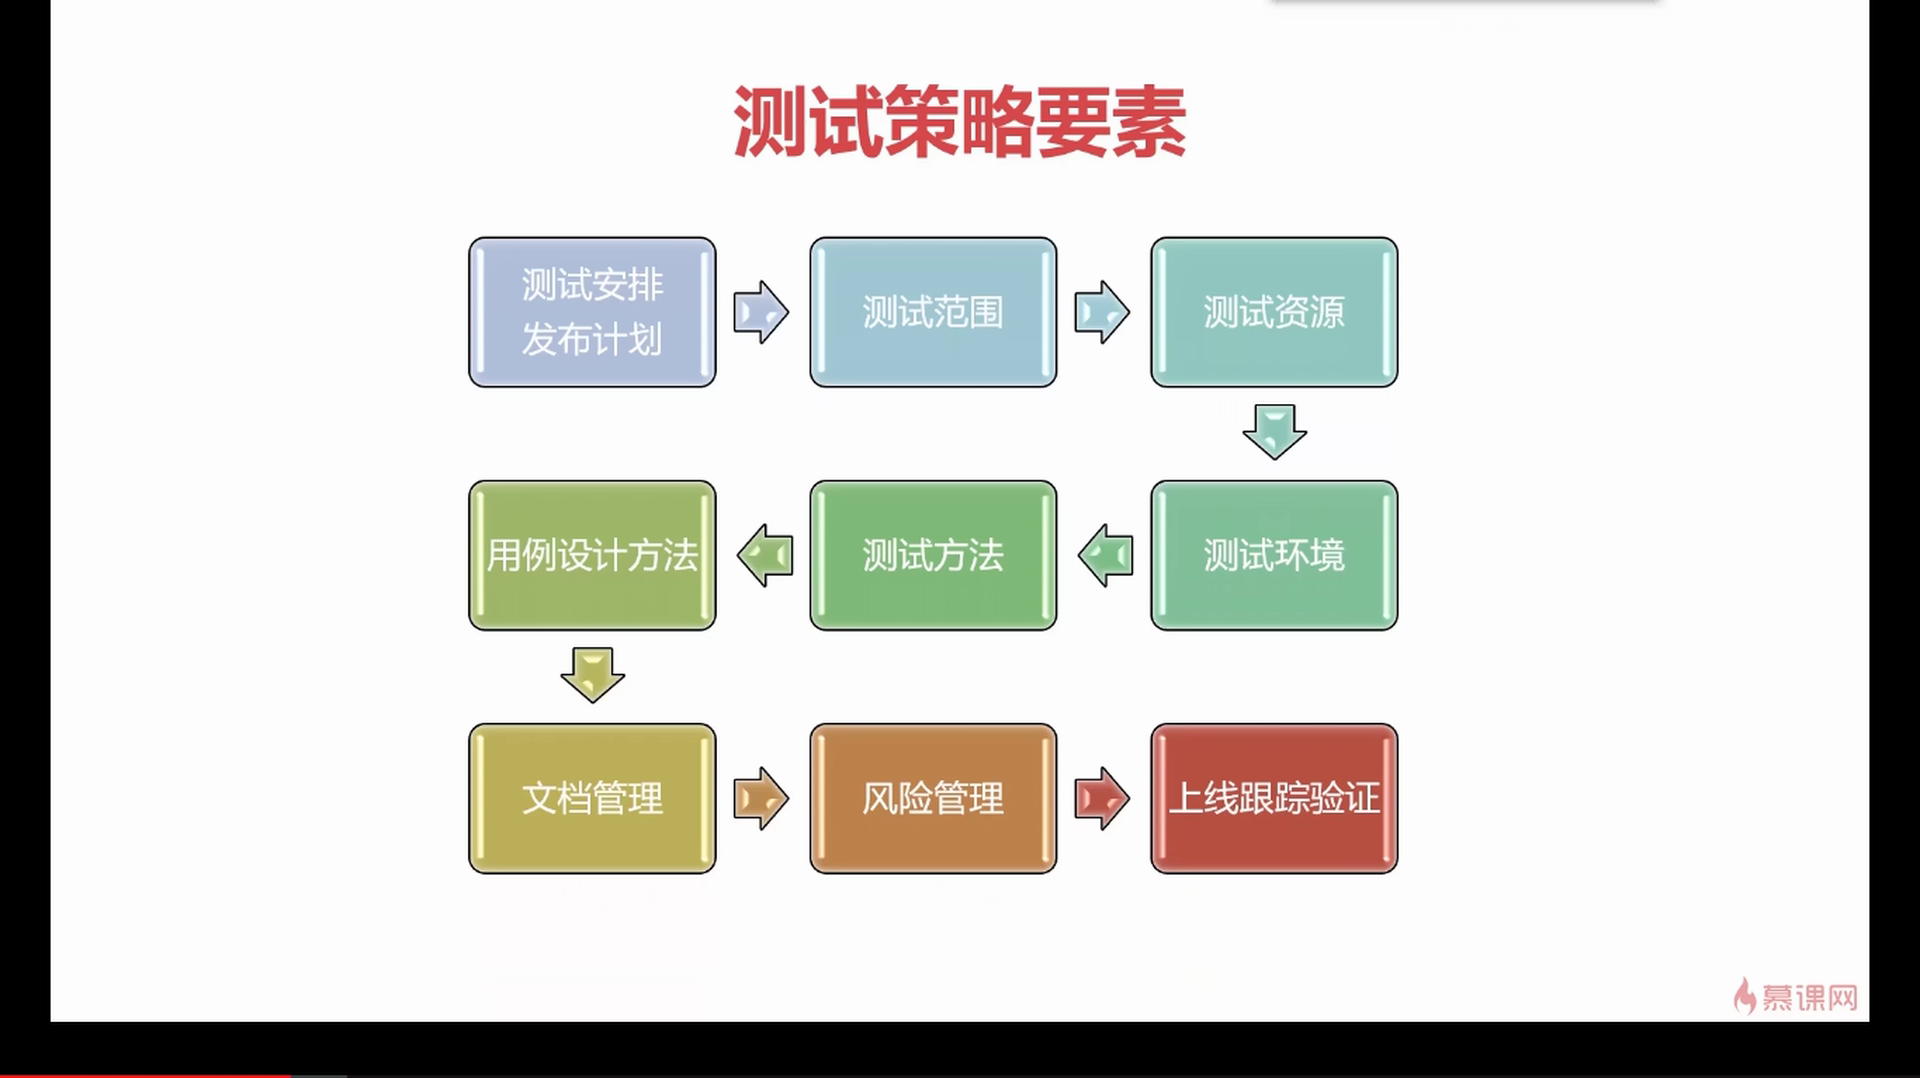 测试策略要素
测试安排
发布计划
测试范围
测试资源
用例设计方法
测试方法
测试环境
文档管理
风险管理
上线跟踪验证
慕课网